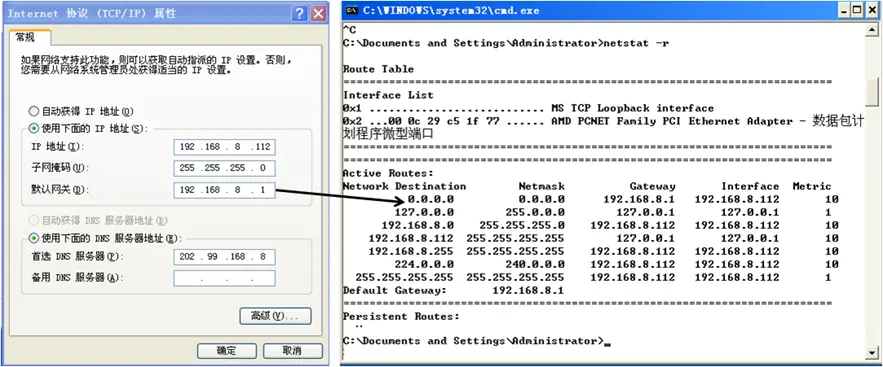 Internet 协议 (TCP/IP) 属性
常规
如果网络支持此功能,则可以获取自动指派的 IP 设置。否则,
您需要从网络系统管理员处获得适当的 IP 设置。
自动获得 IP 地址(O)
使用下面的 IP 地址(S):
IP 地址(I): 192 .168 . 8 .112
子网掩码(U): 255 .255 .255 . 0
默认网关(D): 192 .168 . 8 . 1
自动获得 DNS 服务器地址(B)
使用下面的 DNS 服务器地址(E):
首选 DNS 服务器(P): 202 . 99 .168 . 8
备用 DNS 服务器(A): . . .
高级(V)...
确定 取消
C:\WINDOWS\system32\cmd.exe
^C
C:\Documents and Settings\Administrator>netstat -r
Route Table
===========================================================================
Interface List
0x1 ........................... MS TCP Loopback interface
0x2 ...00 0c 29 c5 1f 77 ...... AMD PCNET Family PCI Ethernet Adapter - 数据包计
划程序微型端口
===========================================================================
===========================================================================
Active Routes:
Network Destination Netmask Gateway Interface Metric
0.0.0.0 0.0.0.0 192.168.8.1 192.168.8.112 10
127.0.0.0 255.0.0.0 127.0.0.1 127.0.0.1 1
192.168.8.0 255.255.255.0 192.168.8.112 192.168.8.112 10
192.168.8.112 255.255.255.255 127.0.0.1 127.0.0.1 10
192.168.8.255 255.255.255.255 192.168.8.112 192.168.8.112 10
224.0.0.0 240.0.0.0 192.168.8.112 192.168.8.112 10
255.255.255.255 255.255.255.255 192.168.8.112 192.168.8.112 1
Default Gateway: 192.168.8.1
===========================================================================
Persistent Routes:
C:\Documents and Settings\Administrator>_